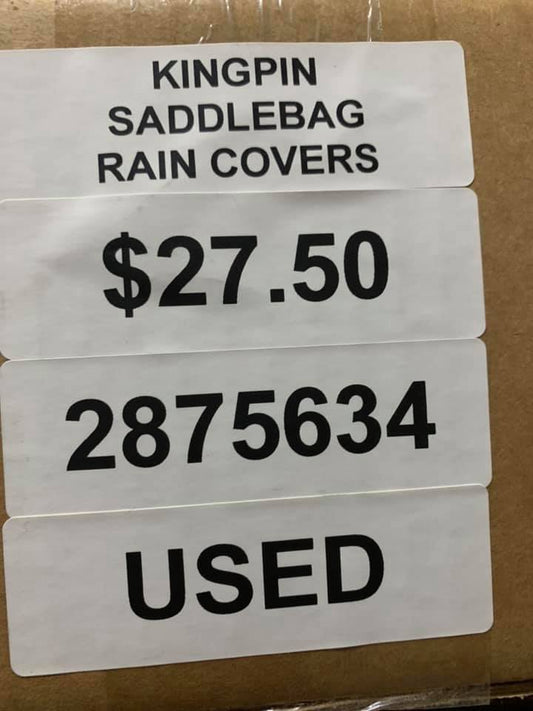 KINGPIN
SADDLEBAG
RAIN COVERS
$27.50
2875634
USED